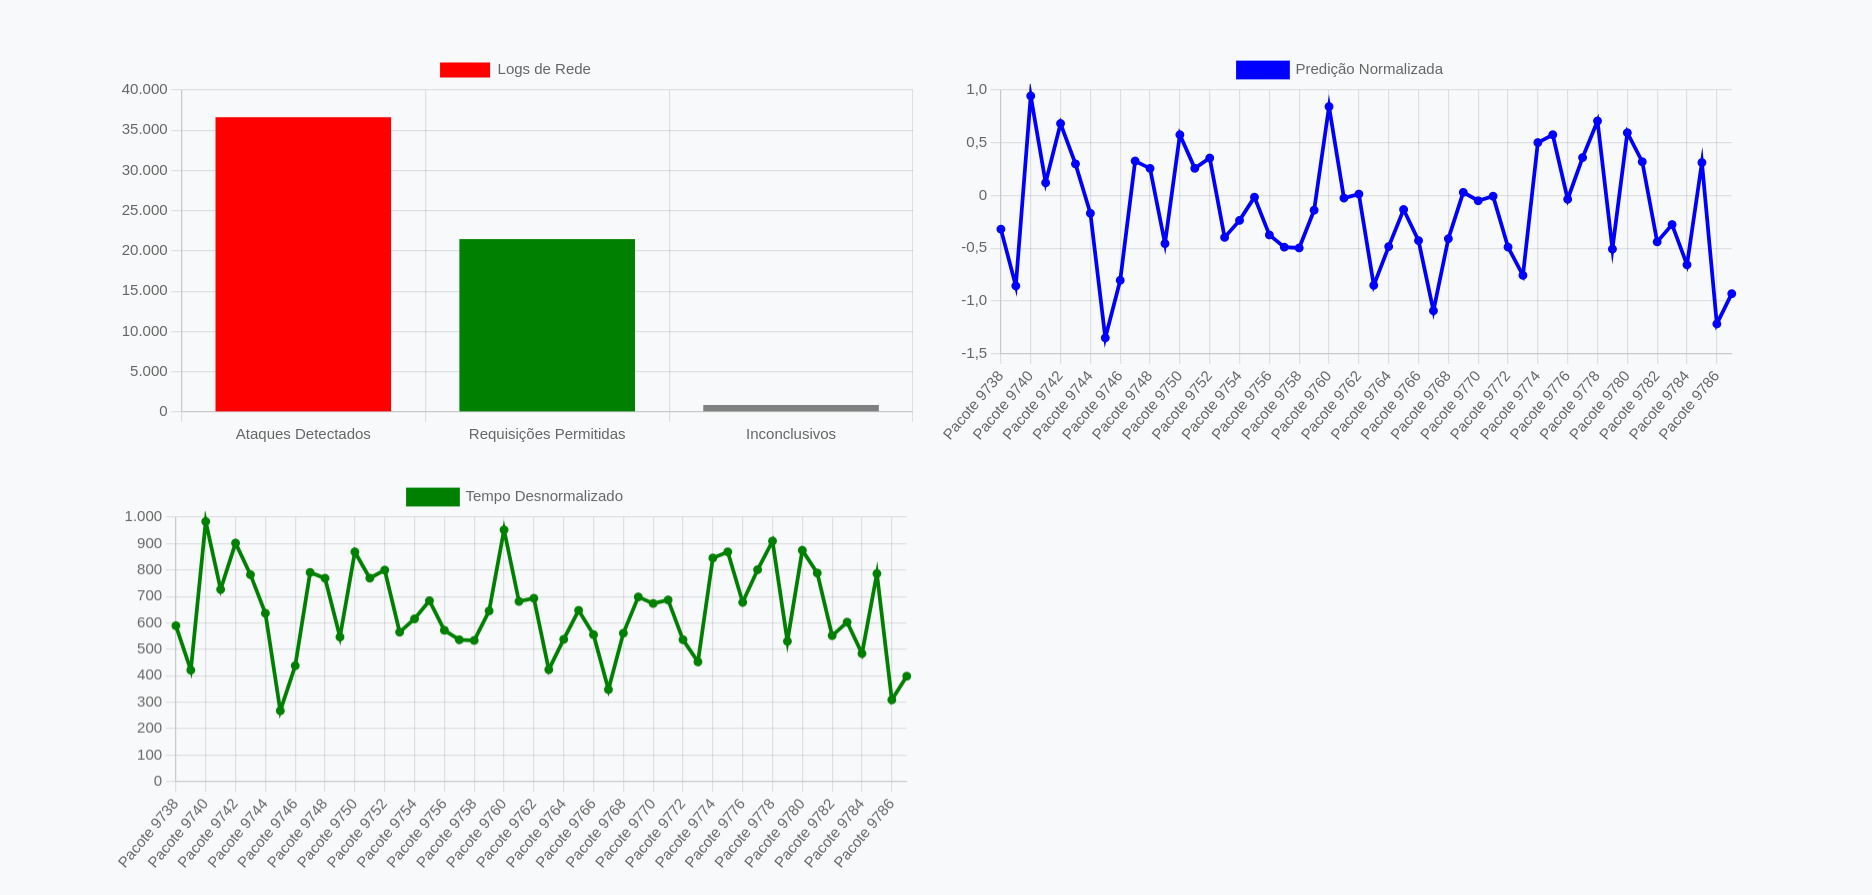 Logs de Rede
40.000
35.000
30.000
25.000
20.000
15.000
10.000
5.000
0
Ataques Detectados
Requisições Permitidas
Inconclusivos
Predição Normalizada
1,0
0,5
0
-0,5
-1,0
-1,5
Pacote 9738
Pacote 9740
Pacote 9742
Pacote 9744
Pacote 9746
Pacote 9748
Pacote 9750
Pacote 9752
Pacote 9754
Pacote 9756
Pacote 9758
Pacote 9760
Pacote 9762
Pacote 9764
Pacote 9766
Pacote 9768
Pacote 9770
Pacote 9772
Pacote 9774
Pacote 9776
Pacote 9778
Pacote 9780
Pacote 9782
Pacote 9784
Pacote 9786
Tempo Desnormalizado
1.000
900
800
700
600
500
400
300
200
100
0
Pacote 9738
Pacote 9740
Pacote 9742
Pacote 9744
Pacote 9746
Pacote 9748
Pacote 9750
Pacote 9752
Pacote 9754
Pacote 9756
Pacote 9758
Pacote 9760
Pacote 9762
Pacote 9764
Pacote 9766
Pacote 9768
Pacote 9770
Pacote 9772
Pacote 9774
Pacote 9776
Pacote 9778
Pacote 9780
Pacote 9782
Pacote 9784
Pacote 9786